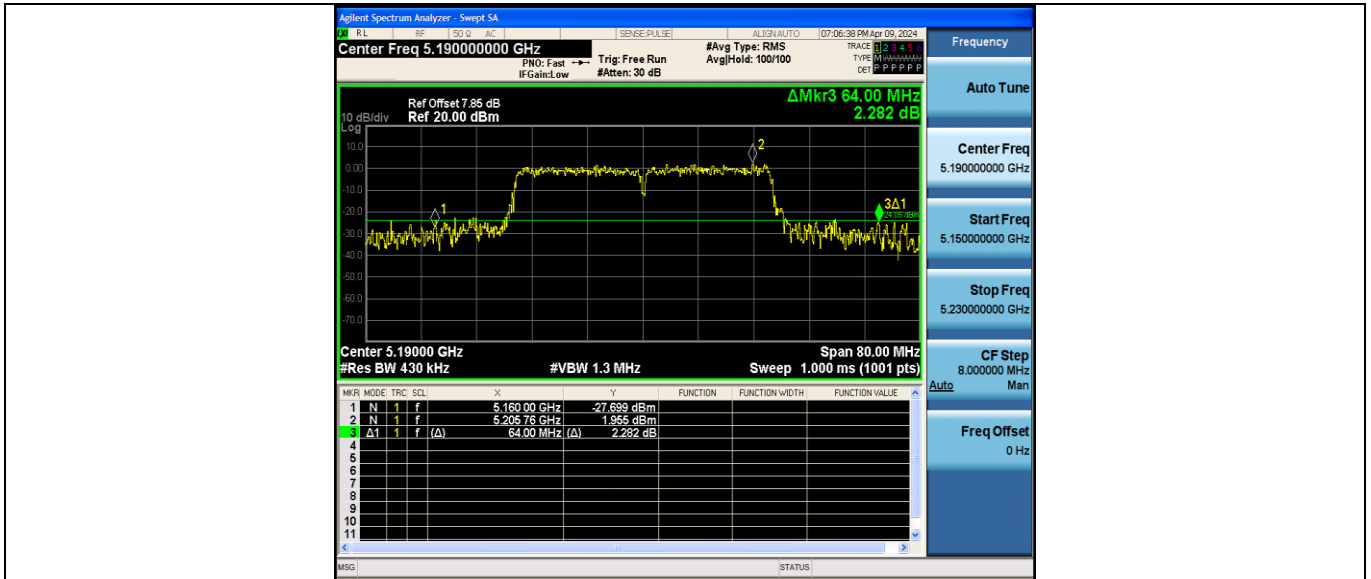 Agilent Spectrum Analyzer - Swept SA
LXI RL RF 50 Ω AC SENSE:PULSE ALIGN AUTO 07:06:38 PM Apr 09, 2024
Center Freq 5.190000000 GHz #Avg Type: RMS TRACE 1 2 3 4 5 6
PNO: Fast Trig: Free Run Avg|Hold: 100/100 TYPE M
IFGain:Low #Atten: 30 dB DET P P P P P P
ΔMkr3 64.00 MHz
2.282 dB
Ref Offset 7.85 dB
10 dB/div Ref 20.00 dBm
Log
10.0
0.00
-10.0
-20.0
-30.0
-40.0
-50.0
-60.0
-70.0
1
2
3Δ1
Center 5.19000 GHz Span 80.00 MHz
#Res BW 430 kHz #VBW 1.3 MHz Sweep 1.000 ms (1001 pts)
MKR MODE TRC SCL X Y FUNCTION FUNCTION WIDTH FUNCTION VALUE
1 N 1 f 5.160 00 GHz -27.699 dBm
2 N 1 f 5.205 76 GHz 1.955 dBm
3 Δ1 1 f (Δ) 64.00 MHz (Δ) 2.282 dB
4
5
6
7
8
9
10
11
MSG STATUS
Frequency
Auto Tune
Center Freq
5.190000000 GHz
Start Freq
5.150000000 GHz
Stop Freq
5.230000000 GHz
CF Step
8.000000 MHz
Auto Man
Freq Offset
0 Hz